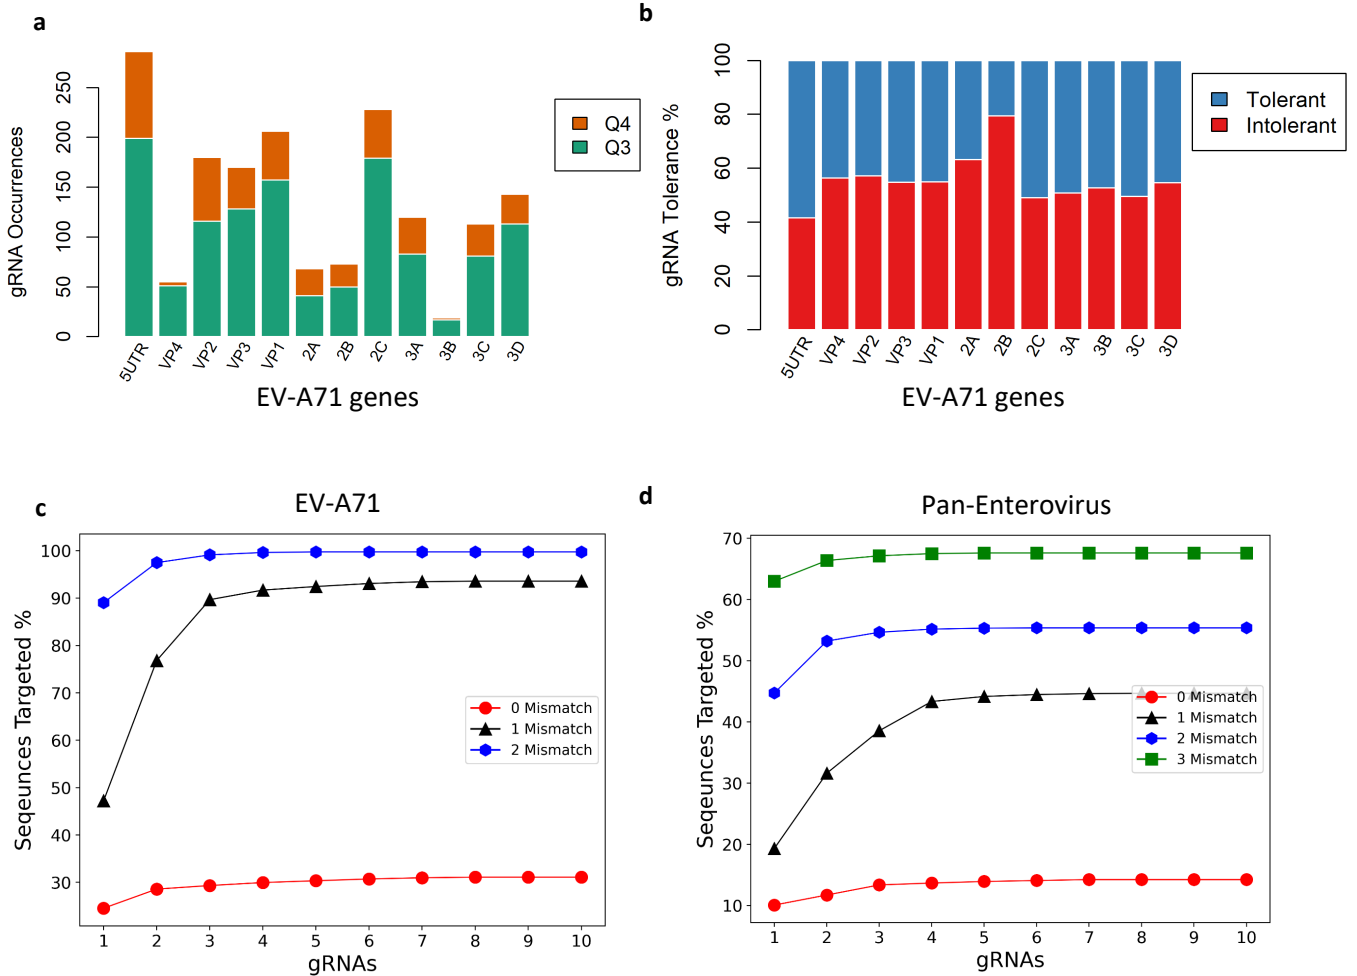 a
gRNA Occurrences
250
200
150
100
50
0
Q4
Q3
5UTR VP4 VP2 VP3 VP1 2A 2B 2C 3A 3B 3C 3D
EV-A71 genes
b
gRNA Tolerance %
100
80
60
40
20
0
Tolerant
Intolerant
5UTR VP4 VP2 VP3 VP1 2A 2B 2C 3A 3B 3C 3D
EV-A71 genes
c
EV-A71
Seqeunces Targeted %
100
90
80
70
60
50
40
30
0 Mismatch
1 Mismatch
2 Mismatch
1 2 3 4 5 6 7 8 9 10
gRNAs
d
Pan-Enterovirus
Seqeunces Targeted %
70
60
50
40
30
20
10
0 Mismatch
1 Mismatch
2 Mismatch
3 Mismatch
1 2 3 4 5 6 7 8 9 10
gRNAs